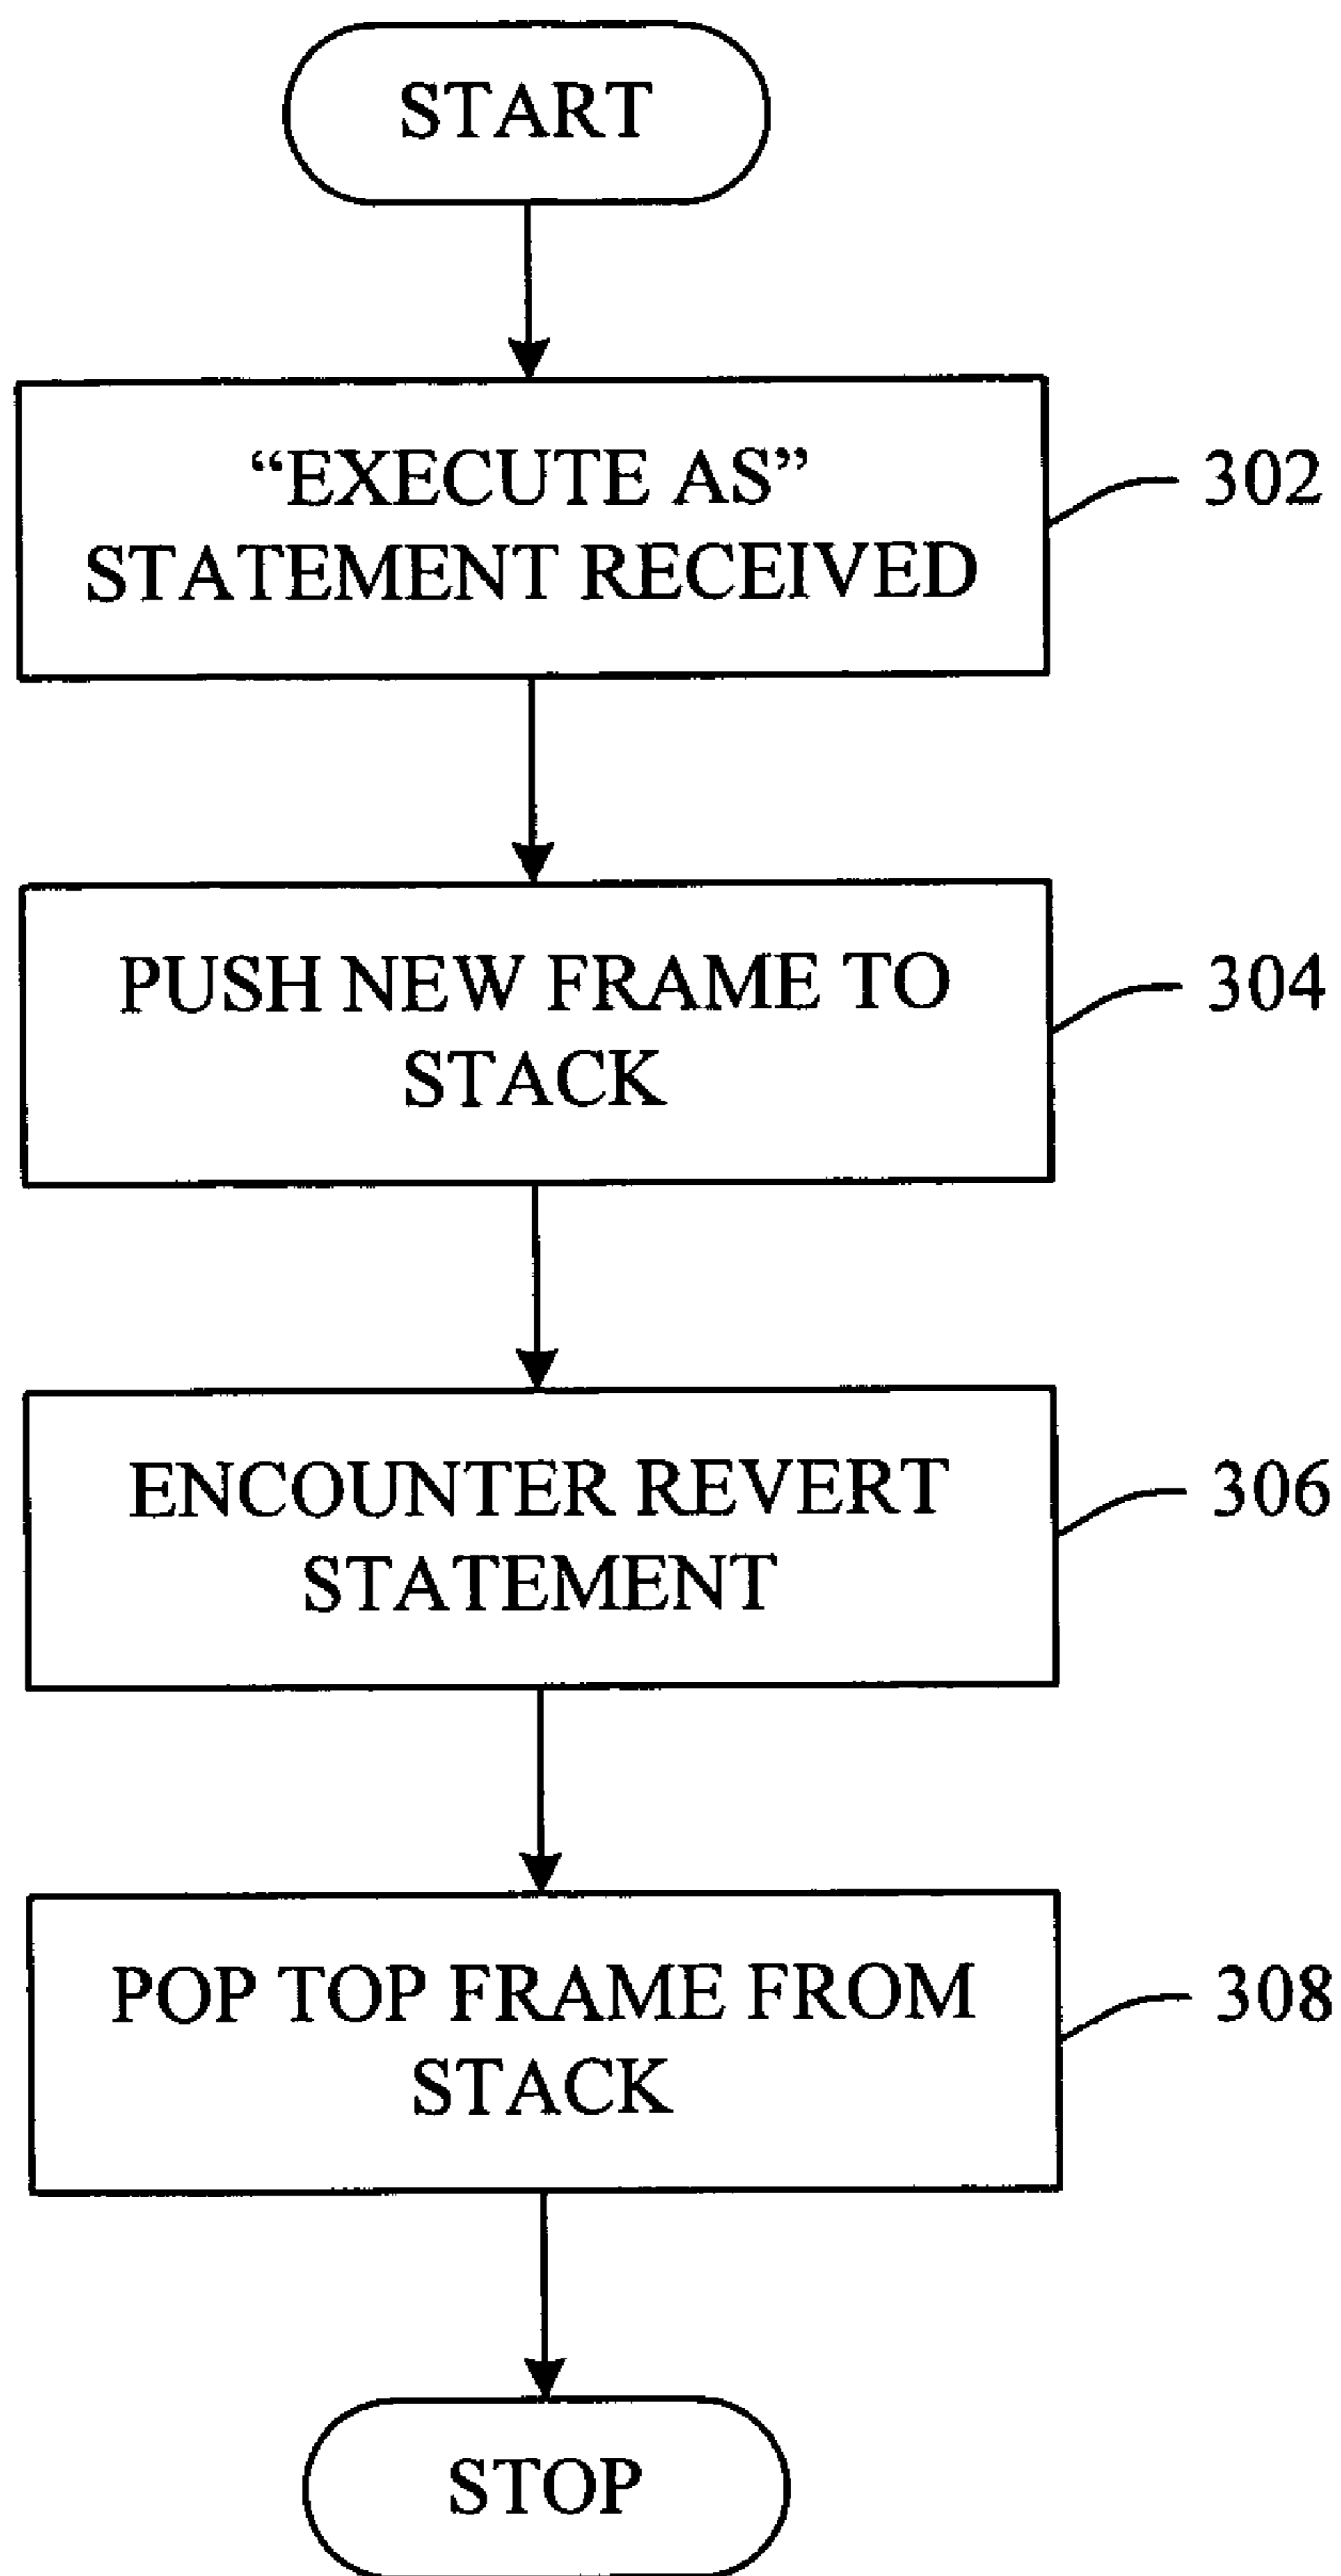 START
“EXECUTE AS”
STATEMENT RECEIVED
302
PUSH NEW FRAME TO
STACK
304
ENCOUNTER REVERT
STATEMENT
306
POP TOP FRAME FROM
STACK
308
STOP